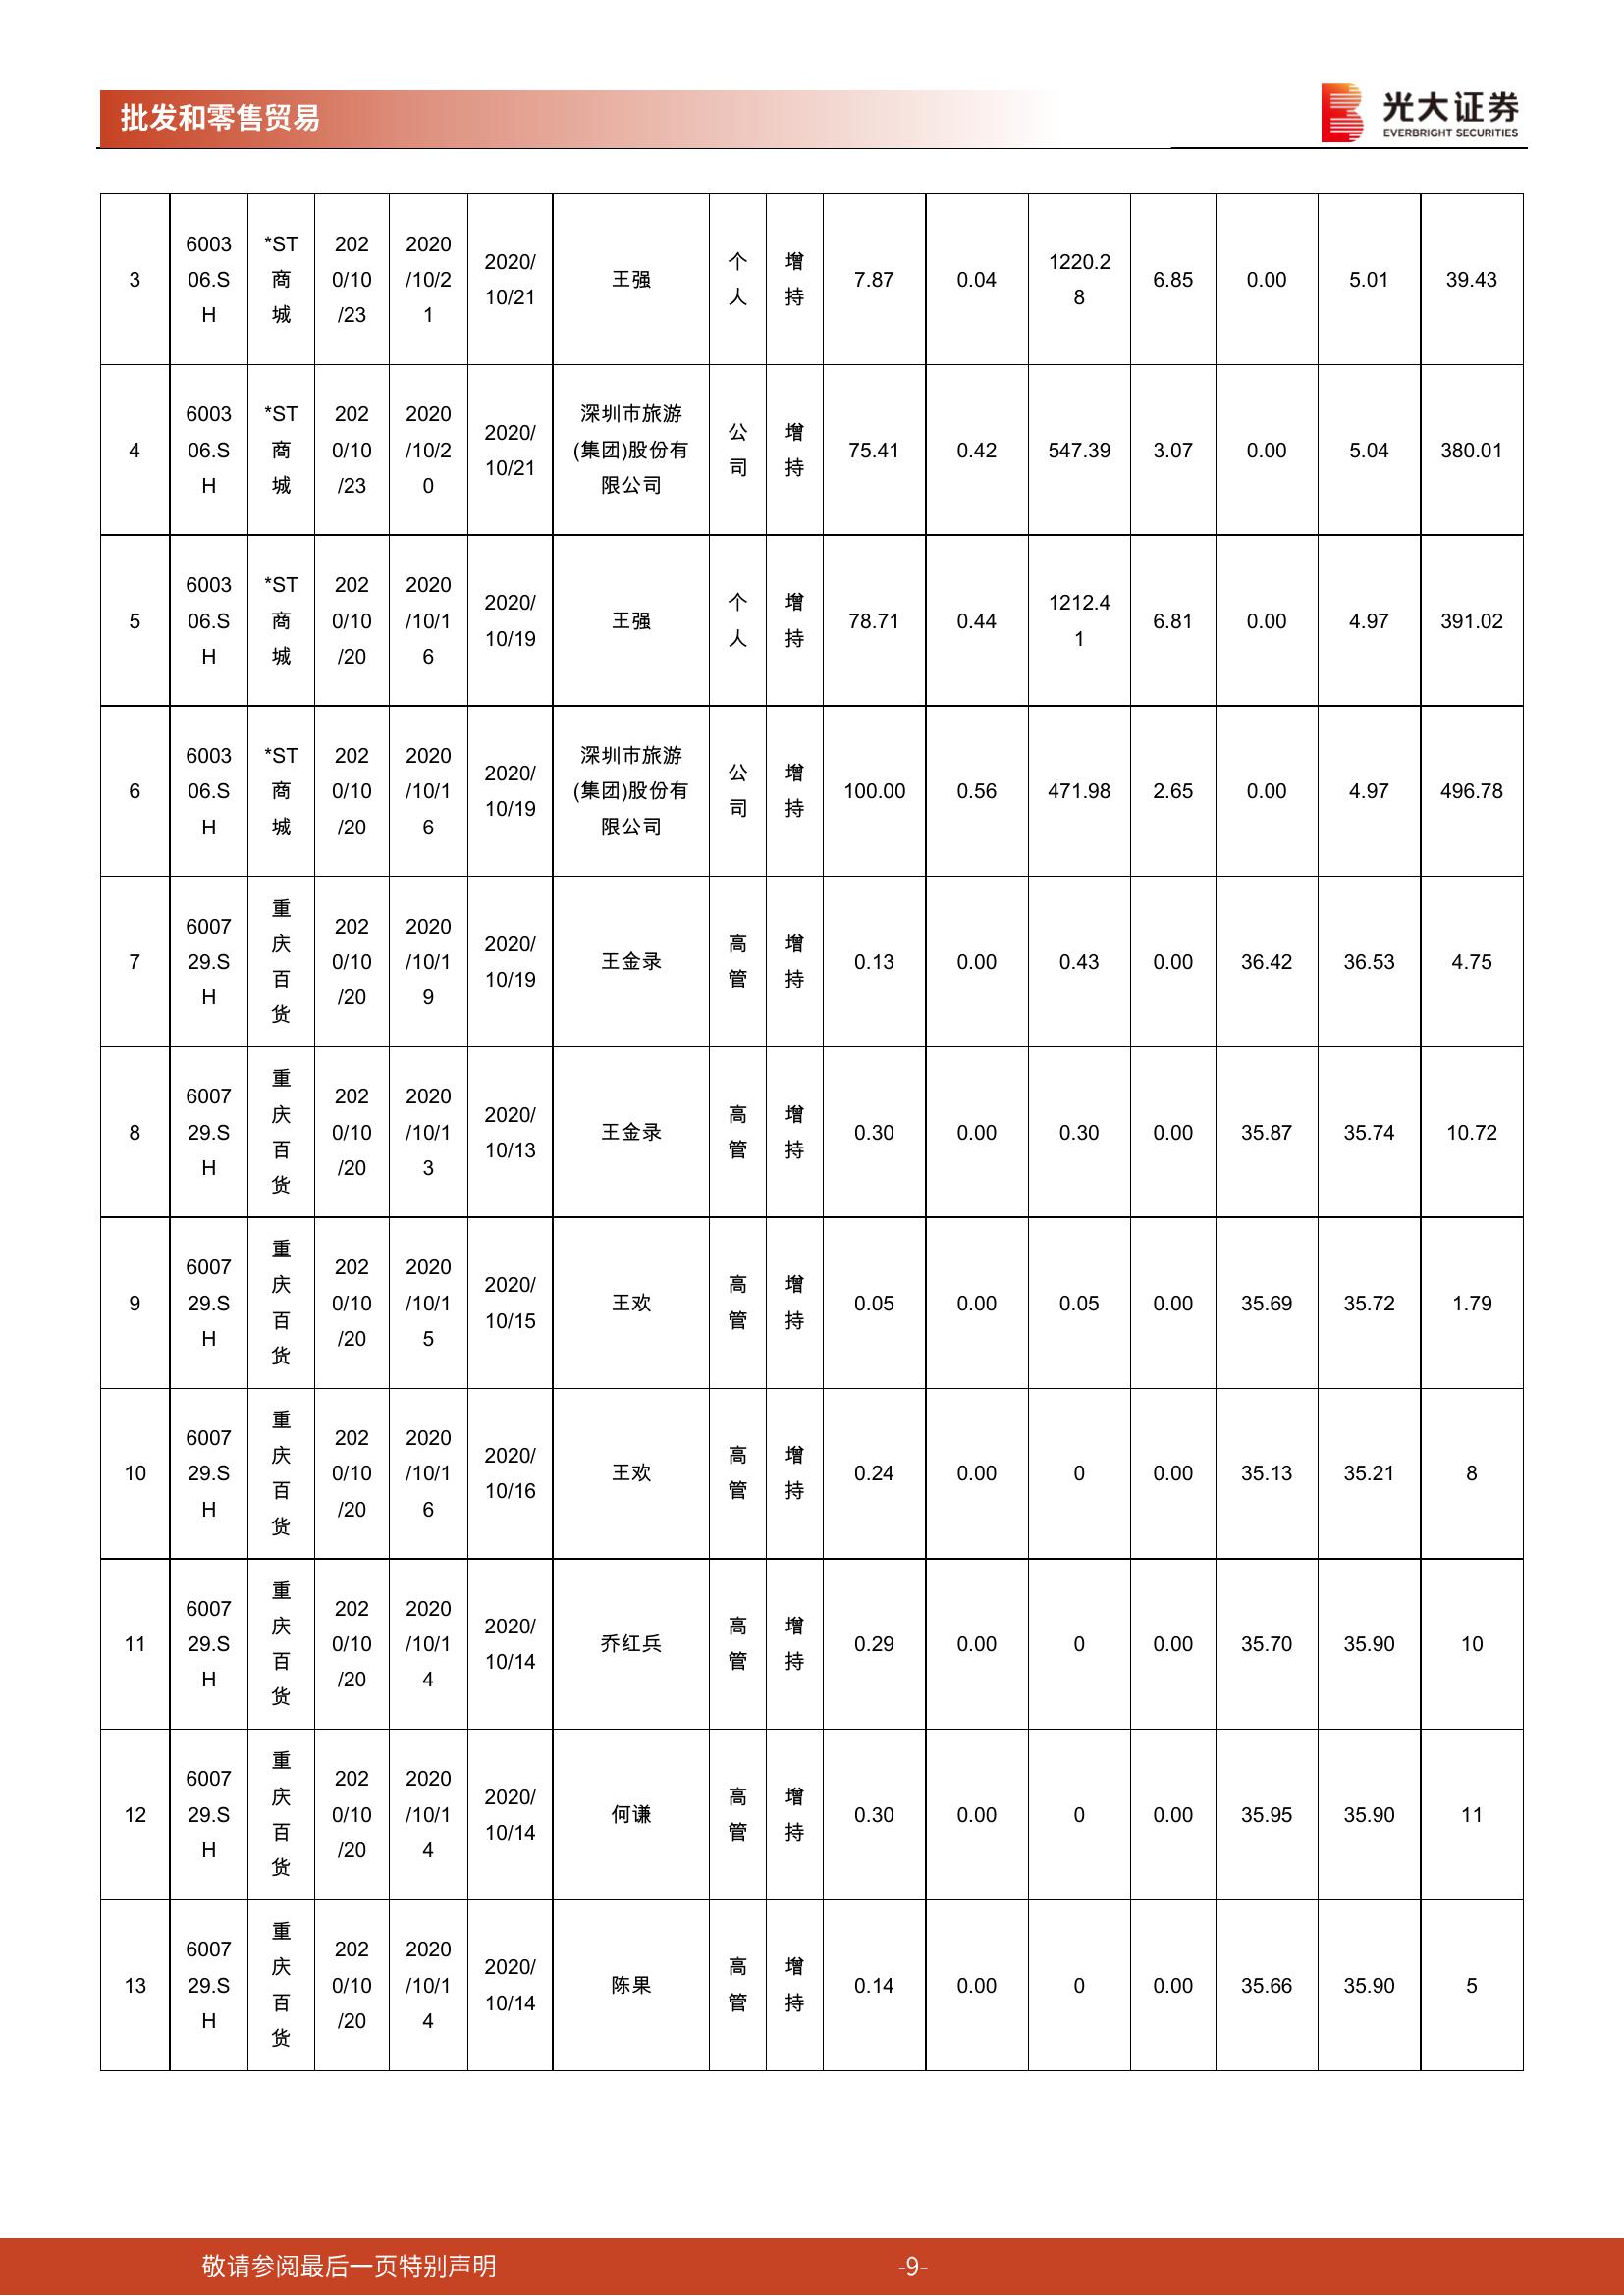 批发和零售贸易
光大证券
EVERBRIGHT SECURITIES
3 600306.SH *ST商城 2020/10/23 2020/10/21 2020/10/21 王强 个人 增持 7.87 0.04 1220.28 6.85 0.00 5.01 39.43
4 600306.SH *ST商城 2020/10/23 2020/10/20 2020/10/21 深圳市旅游(集团)股份有限公司 公司 增持 75.41 0.42 547.39 3.07 0.00 5.04 380.01
5 600306.SH *ST商城 2020/10/20 2020/10/16 2020/10/19 王强 个人 增持 78.71 0.44 1212.41 6.81 0.00 4.97 391.02
6 600306.SH *ST商城 2020/10/20 2020/10/16 2020/10/19 深圳市旅游(集团)股份有限公司 公司 增持 100.00 0.56 471.98 2.65 0.00 4.97 496.78
7 600729.SH 重庆百货 2020/10/20 2020/10/19 2020/10/19 王金录 高管 增持 0.13 0.00 0.43 0.00 36.42 36.53 4.75
8 600729.SH 重庆百货 2020/10/20 2020/10/13 2020/10/13 王金录 高管 增持 0.30 0.00 0.30 0.00 35.87 35.74 10.72
9 600729.SH 重庆百货 2020/10/20 2020/10/15 2020/10/15 王欢 高管 增持 0.05 0.00 0.05 0.00 35.69 35.72 1.79
10 600729.SH 重庆百货 2020/10/20 2020/10/16 2020/10/16 王欢 高管 增持 0.24 0.00 0 0.00 35.13 35.21 8
11 600729.SH 重庆百货 2020/10/20 2020/10/14 2020/10/14 乔红兵 高管 增持 0.29 0.00 0 0.00 35.70 35.90 10
12 600729.SH 重庆百货 2020/10/20 2020/10/14 2020/10/14 何谦 高管 增持 0.30 0.00 0 0.00 35.95 35.90 11
13 600729.SH 重庆百货 2020/10/20 2020/10/14 2020/10/14 陈果 高管 增持 0.14 0.00 0 0.00 35.66 35.90 5
敬请参阅最后一页特别声明
-9-